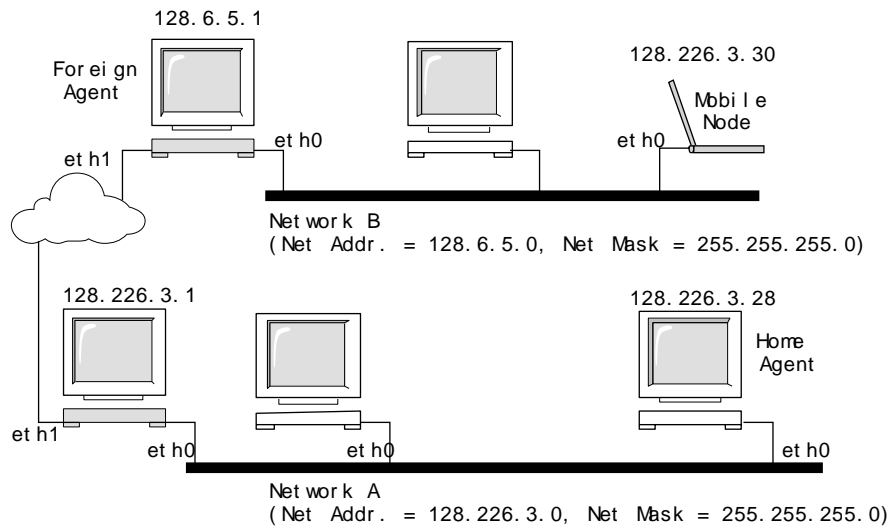 128.6.5.1
Foreign
Agent
128.226.3.30
Mobile
Node
eth1
eth0
eth0
Network B
(Net Addr. = 128.6.5.0, Net Mask = 255.255.255.0)
128.226.3.1
128.226.3.28
Home
Agent
eth1
eth0
eth0
eth0
Network A
(Net Addr. = 128.226.3.0, Net Mask = 255.255.255.0)